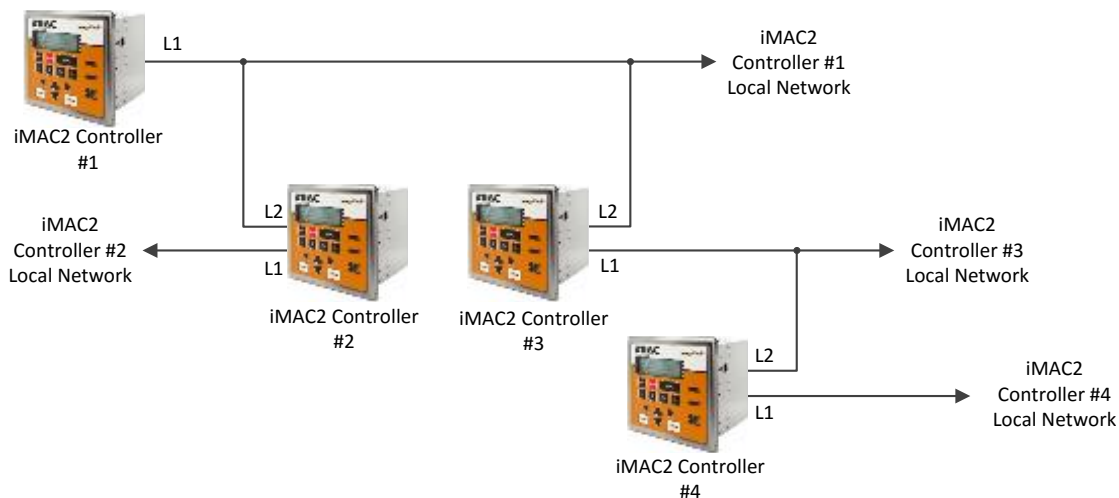 L1
iMAC2
Controller #1
Local Network
iMAC2 Controller
#1
L2
L2
iMAC2
Controller #2
Local Network
L1
L1
iMAC2
Controller #3
Local Network
iMAC2 Controller
#2
iMAC2 Controller
#3
L2
iMAC2
Controller #4
Local Network
L1
iMAC2 Controller
#4